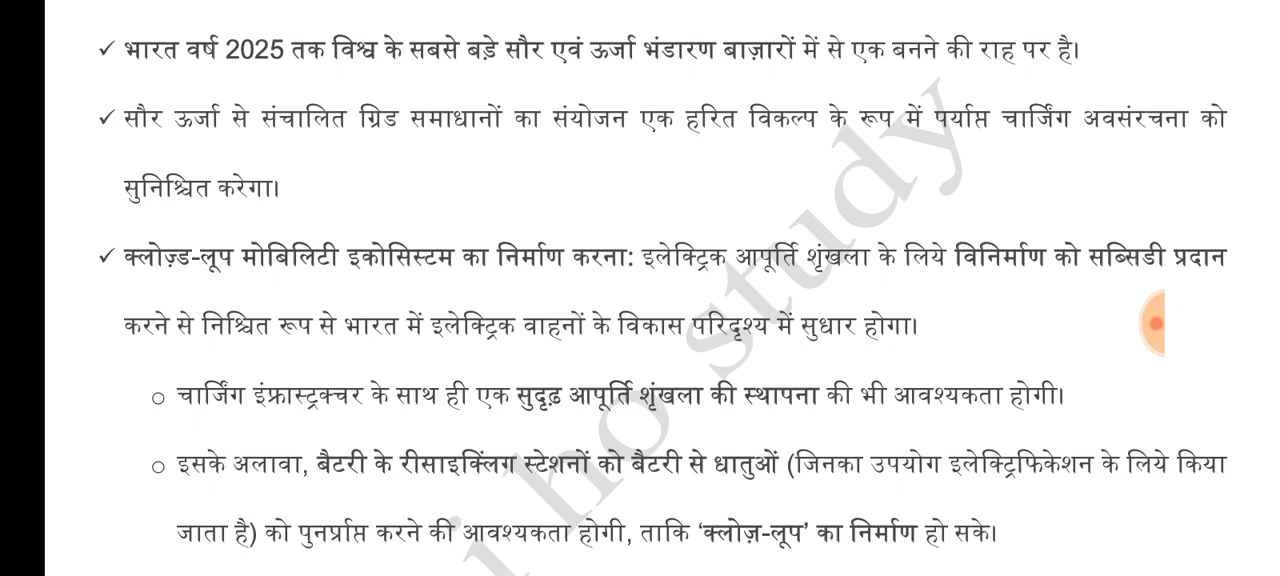 ✓ भारत वर्ष 2025 तक विश्व के सबसे बड़े सौर एवं ऊर्जा भंडारण बाज़ारों में से एक बनने की राह पर है।
✓ सौर ऊर्जा से संचालित ग्रिड समाधानों का संयोजन एक हरित विकल्प के रूप में पर्याप्त चार्जिंग अवसंरचना को
सुनिश्चित करेगा।
✓ क्लोज़्ड-लूप मोबिलिटी इकोसिस्टम का निर्माण करना: इलेक्ट्रिक आपूर्ति शृंखला के लिये विनिर्माण को सब्सिडी प्रदान
करने से निश्चित रूप से भारत में इलेक्ट्रिक वाहनों के विकास परिदृश्य में सुधार होगा।
○ चार्जिंग इंफ्रास्ट्रक्चर के साथ ही एक सुदृढ़ आपूर्ति शृंखला की स्थापना की भी आवश्यकता होगी।
○ इसके अलावा, बैटरी के रीसाइक्लिंग स्टेशनों को बैटरी से धातुओं (जिनका उपयोग इलेक्ट्रिफिकेशन के लिये किया
जाता है) को पुनर्प्राप्त करने की आवश्यकता होगी, ताकि ‘क्लोज़-लूप’ का निर्माण हो सके।
i ho study